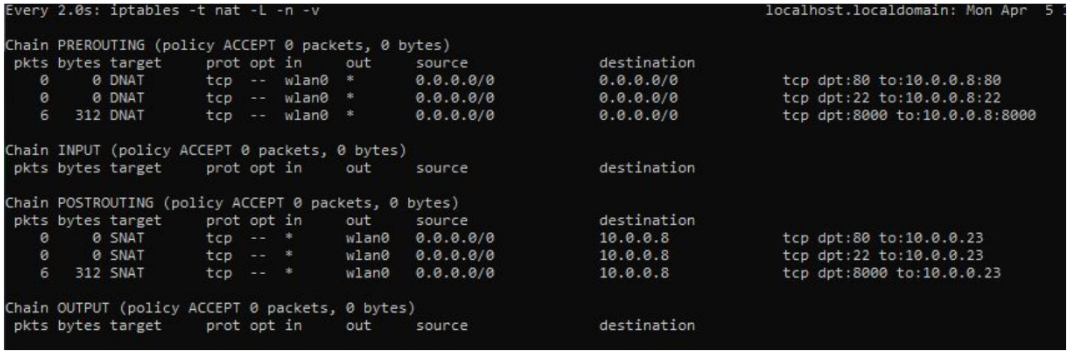 Every 2.0s: iptables -t nat -L -n -v localhost.localdomain: Mon Apr 5
Chain PREROUTING (policy ACCEPT 0 packets, 0 bytes)
pkts bytes target prot opt in out source destination
0 0 DNAT tcp -- wlan0 * 0.0.0.0/0 0.0.0.0/0 tcp dpt:80 to:10.0.0.8:80
0 0 DNAT tcp -- wlan0 * 0.0.0.0/0 0.0.0.0/0 tcp dpt:22 to:10.0.0.8:22
6 312 DNAT tcp -- wlan0 * 0.0.0.0/0 0.0.0.0/0 tcp dpt:8000 to:10.0.0.8:8000
Chain INPUT (policy ACCEPT 0 packets, 0 bytes)
pkts bytes target prot opt in out source destination
Chain POSTROUTING (policy ACCEPT 0 packets, 0 bytes)
pkts bytes target prot opt in out source destination
0 0 SNAT tcp -- * wlan0 0.0.0.0/0 10.0.0.8 tcp dpt:80 to:10.0.0.23
0 0 SNAT tcp -- * wlan0 0.0.0.0/0 10.0.0.8 tcp dpt:22 to:10.0.0.23
6 312 SNAT tcp -- * wlan0 0.0.0.0/0 10.0.0.8 tcp dpt:8000 to:10.0.0.23
Chain OUTPUT (policy ACCEPT 0 packets, 0 bytes)
pkts bytes target prot opt in out source destination